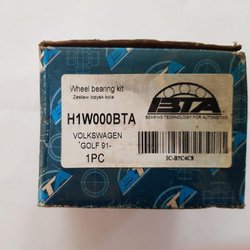 Wheel bearing kit
Zestaw łożysk koła
H1W000BTA
VOLKSWAGEN
GOLF 91-
1PC
BTA
BEARING TECHNOLOGY FOR AUTOMOTIVE